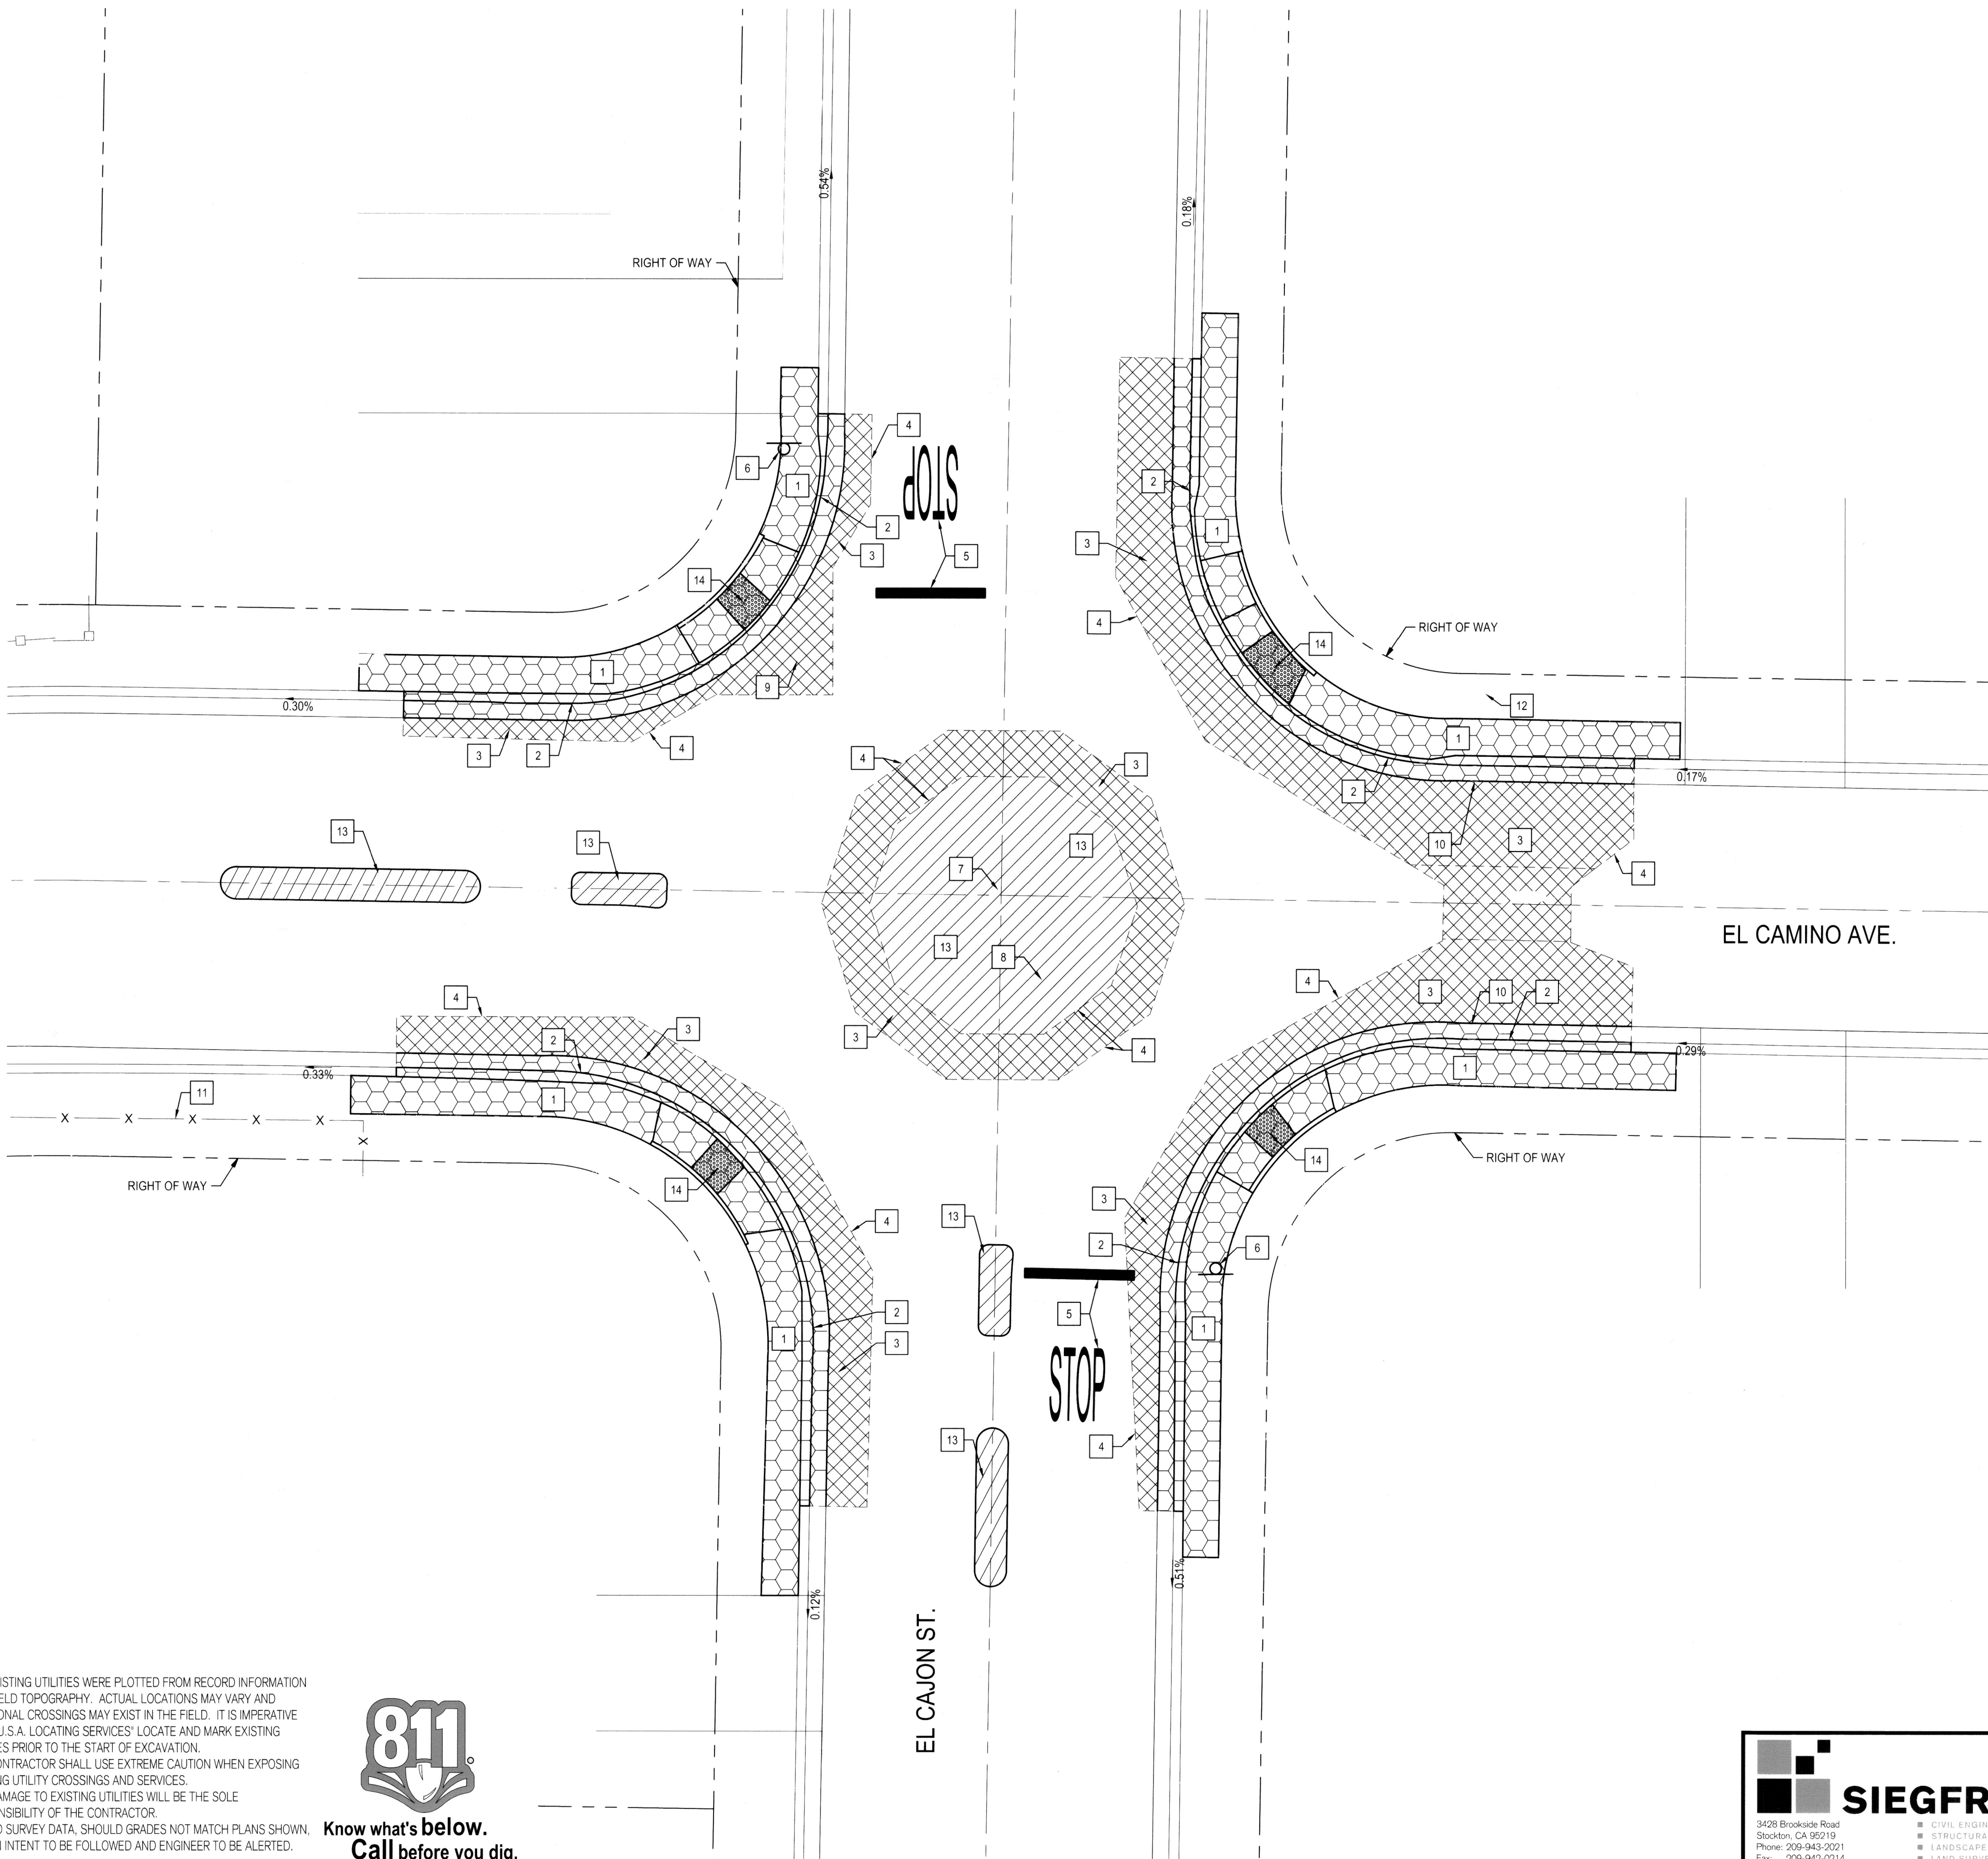 0.54%
0.18%
RIGHT OF WAY
4
STOP
6
1
2
2
3
5
1
3
14
4
RIGHT OF WAY
14
1
9
12
0.30%
1
3
2
4
4
3
2
0.17%
13
13
13
10
3
7
4
EL CAMINO AVE.
13
8
4
4
3
10
2
3
2
3
4
0.29%
0.33%
1
11
1
14
RIGHT OF WAY
RIGHT OF WAY
14
3
4
13
2
6
5
2
1
1
3
STOP
13
4
0.51%
0.12%
EL CAJON ST.
ISTING UTILITIES WERE PLOTTED FROM RECORD INFORMATION
ELD TOPOGRAPHY. ACTUAL LOCATIONS MAY VARY AND
ONAL CROSSINGS MAY EXIST IN THE FIELD. IT IS IMPERATIVE
U.S.A. LOCATING SERVICES" LOCATE AND MARK EXISTING
ES PRIOR TO THE START OF EXCAVATION.
ONTRACTOR SHALL USE EXTREME CAUTION WHEN EXPOSING
NG UTILITY CROSSINGS AND SERVICES.
AMAGE TO EXISTING UTILITIES WILL BE THE SOLE
NSIBILITY OF THE CONTRACTOR.
D SURVEY DATA, SHOULD GRADES NOT MATCH PLANS SHOWN,
N INTENT TO BE FOLLOWED AND ENGINEER TO BE ALERTED.
811
Know what's below.
Call before you dig.
SIEGFR
3428 Brookside Road
Stockton, CA 95219
Phone: 209-943-2021
Fax: 209-942-0214
CIVIL ENGIN
STRUCTURA
LANDSCAPE
LAND SURVE